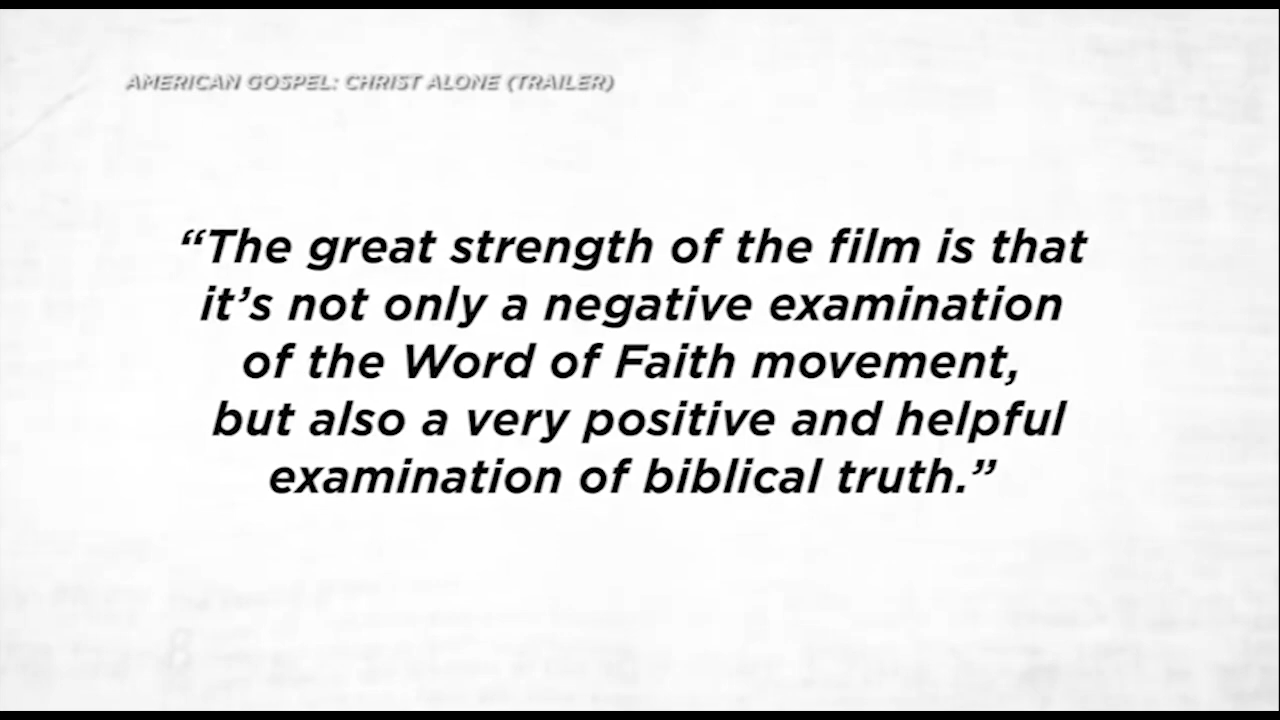 AMERICAN GOSPEL: CHRIST ALONE (TRAILER)
“The great strength of the film is that
it’s not only a negative examination
of the Word of Faith movement,
but also a very positive and helpful
examination of biblical truth.”